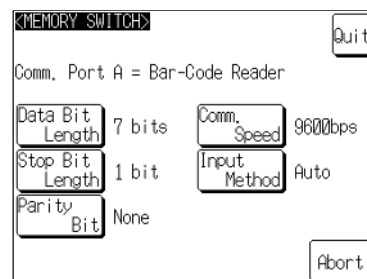 <MEMORY SWITCH>
Quit
Comm. Port A = Bar-Code Reader
Data Bit
Length
7 bits
Comm.
Speed
9600bps
Stop Bit
Length
1 bit
Input
Method
Auto
Parity
Bit
None
Abort